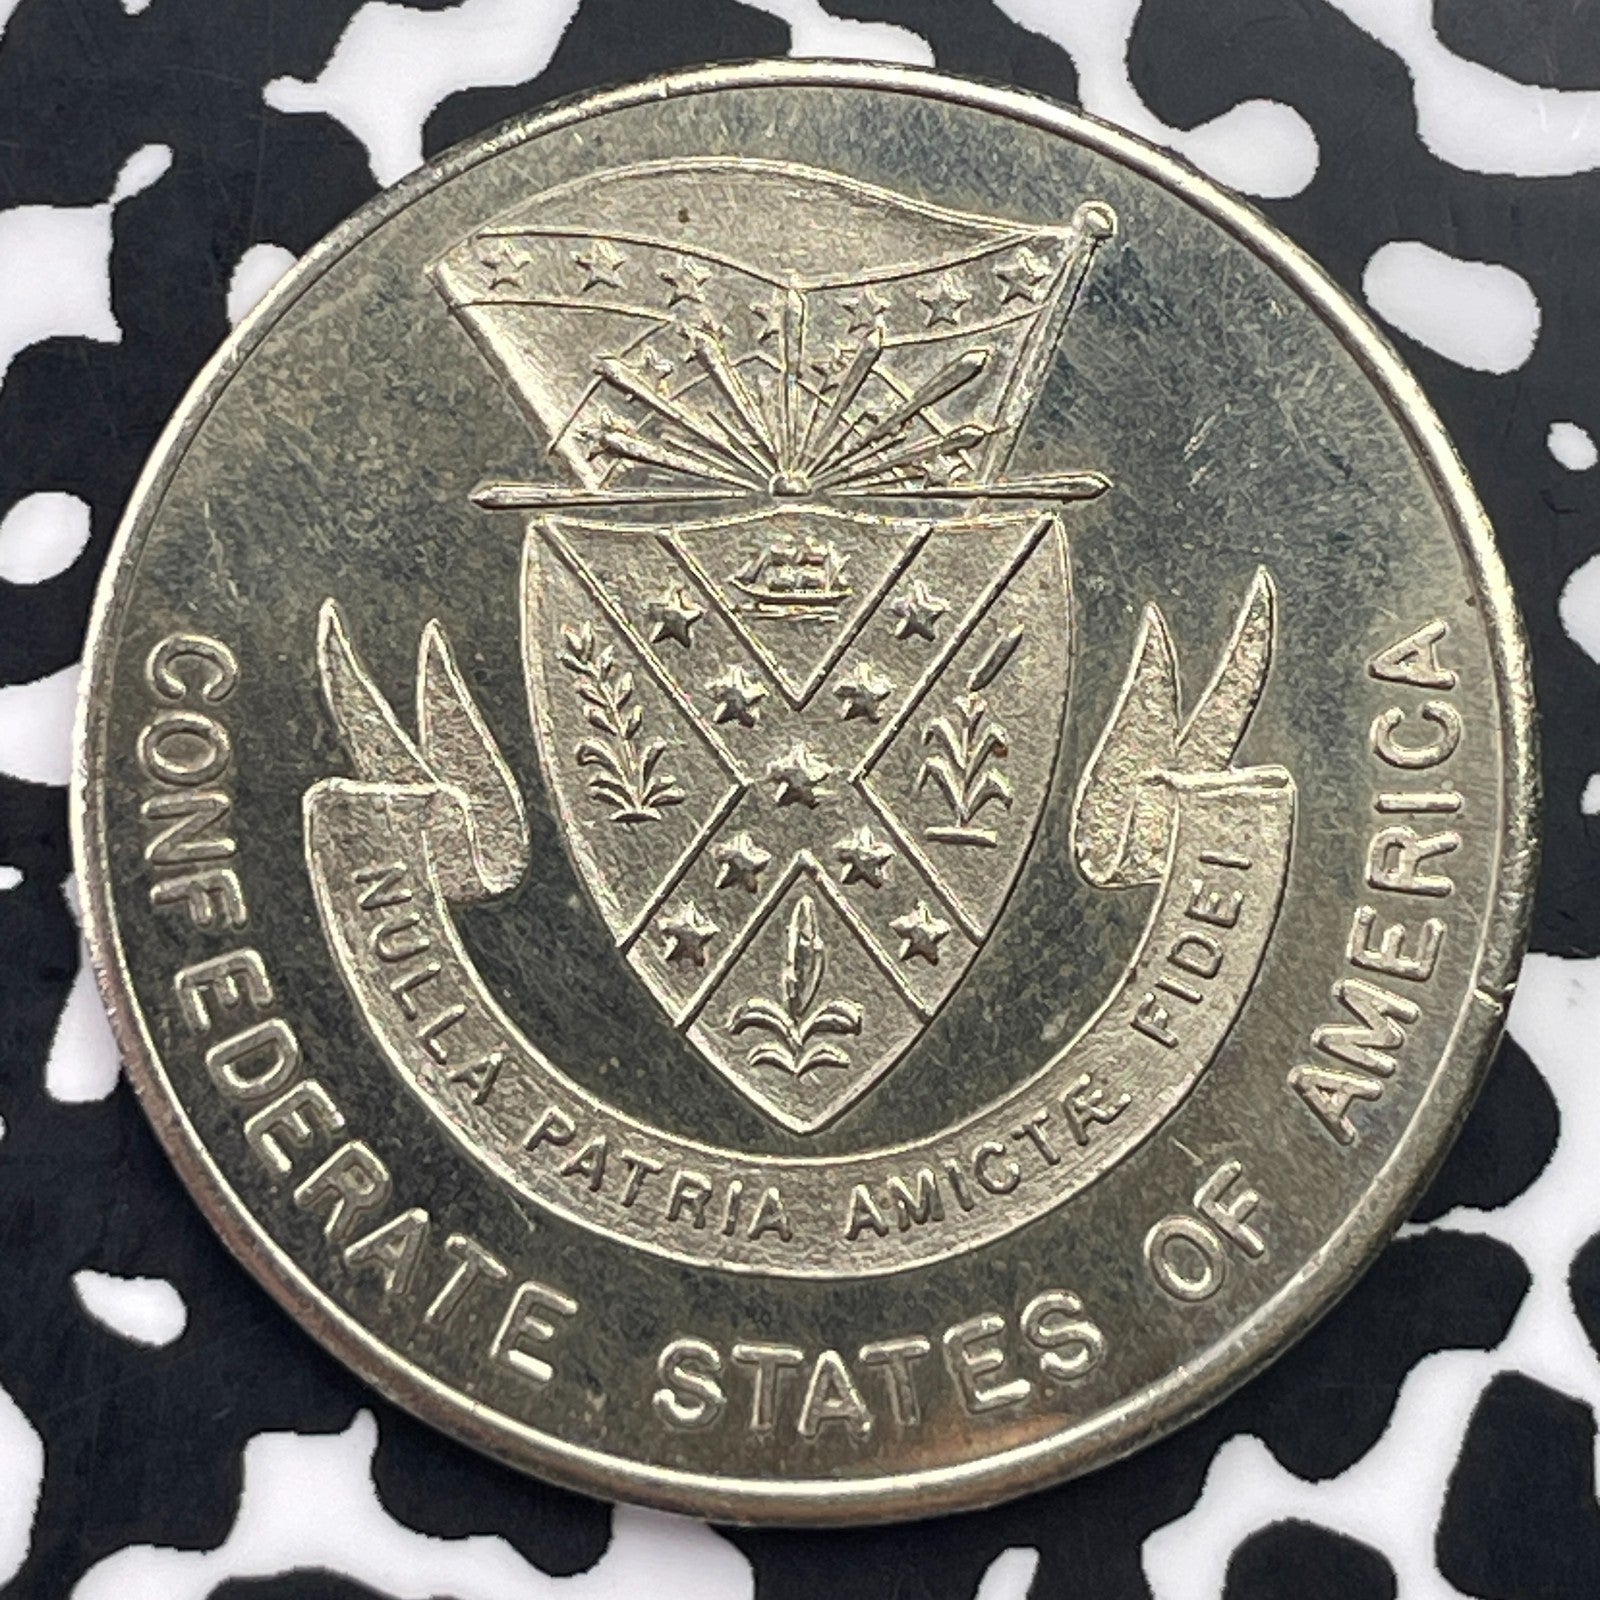 NULLA PATRIA AMICTÆ FIDEI
CONFEDERATE STATES OF AMERICA